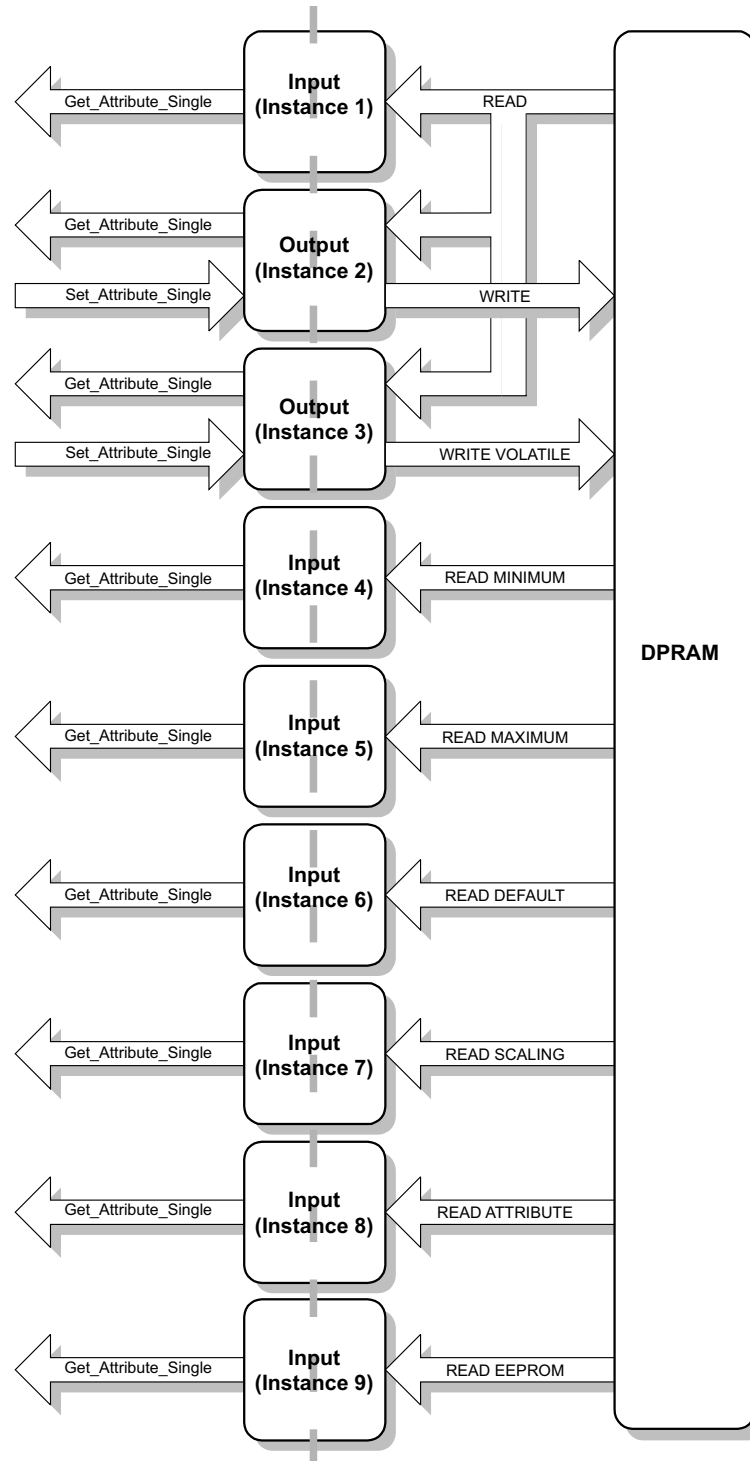 Input
(Instance 1)
Get_Attribute_Single
READ
Get_Attribute_Single
Output
(Instance 2)
Set_Attribute_Single
WRITE
Get_Attribute_Single
Output
(Instance 3)
Set_Attribute_Single
WRITE VOLATILE
Input
(Instance 4)
Get_Attribute_Single
READ MINIMUM
DPRAM
Input
(Instance 5)
Get_Attribute_Single
READ MAXIMUM
Input
(Instance 6)
Get_Attribute_Single
READ DEFAULT
Input
(Instance 7)
Get_Attribute_Single
READ SCALING
Input
(Instance 8)
Get_Attribute_Single
READ ATTRIBUTE
Input
(Instance 9)
Get_Attribute_Single
READ EEPROM